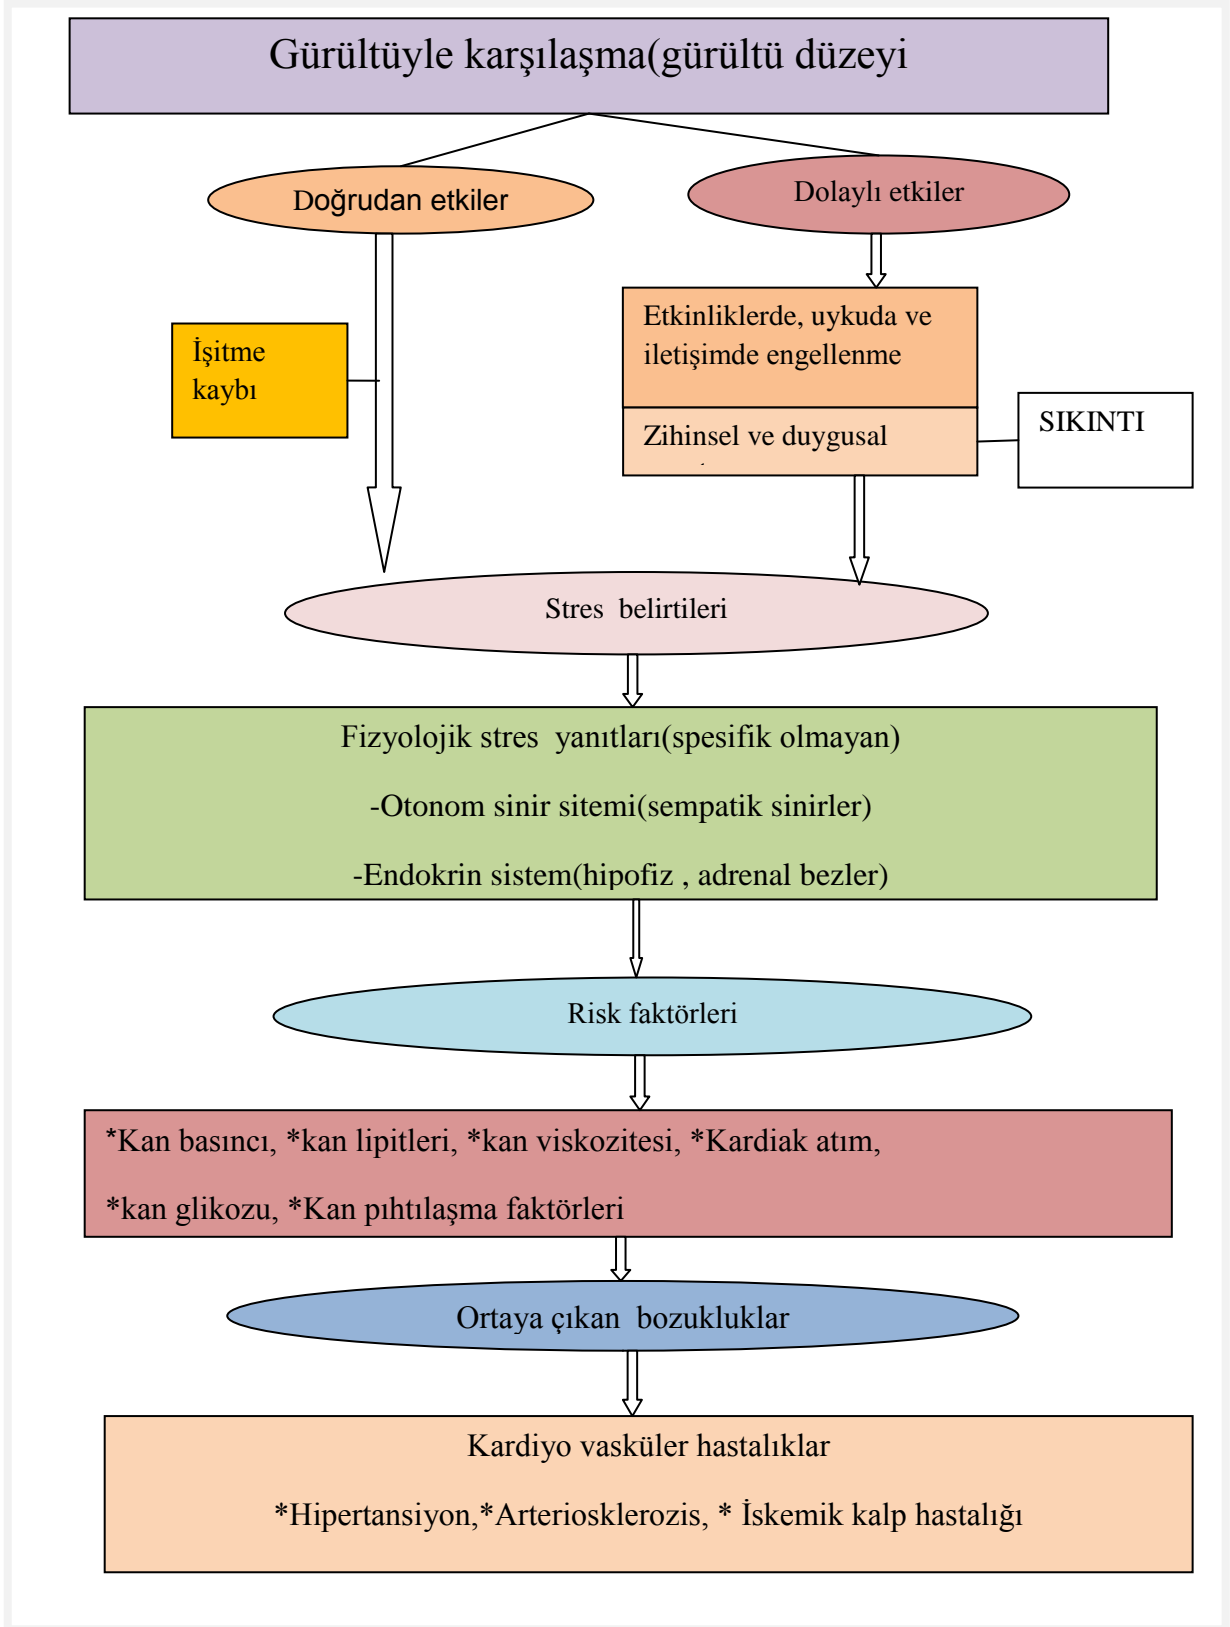 Gürültüyle karşılaşma(gürültü düzeyi
Doğrudan etkiler
Dolaylı etkiler
Etkinliklerde, uykuda ve
iletişimde engellenme
İşitme
kaybı
Zihinsel ve duygusal
SIKINTI
Stres belirtileri
Fizyolojik stres yanıtları(spesifik olmayan)
-Otonom sinir sitemi(sempatik sinirler)
-Endokrin sistem(hipofiz , adrenal bezler)
Risk faktörleri
*Kan basıncı, *kan lipitleri, *kan viskozitesi, *Kardiak atım,
*kan glikozu, *Kan pıhtılaşma faktörleri
Ortaya çıkan bozukluklar
Kardiyo vasküler hastalıklar
*Hipertansiyon,*Arteriosklerozis, * İskemik kalp hastalığı